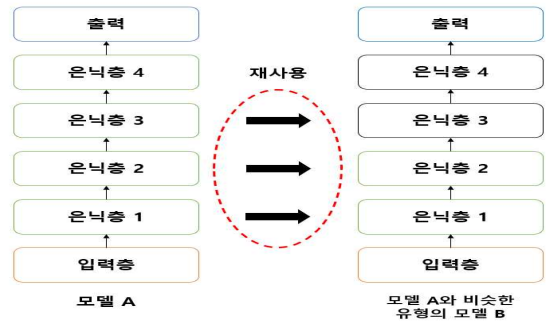 출력
은닉층 4
은닉층 3
은닉층 2
은닉층 1
입력층
모델 A
재사용
출력
은닉층 4
은닉층 3
은닉층 2
은닉층 1
입력층
모델 A와 비슷한
유형의 모델 B